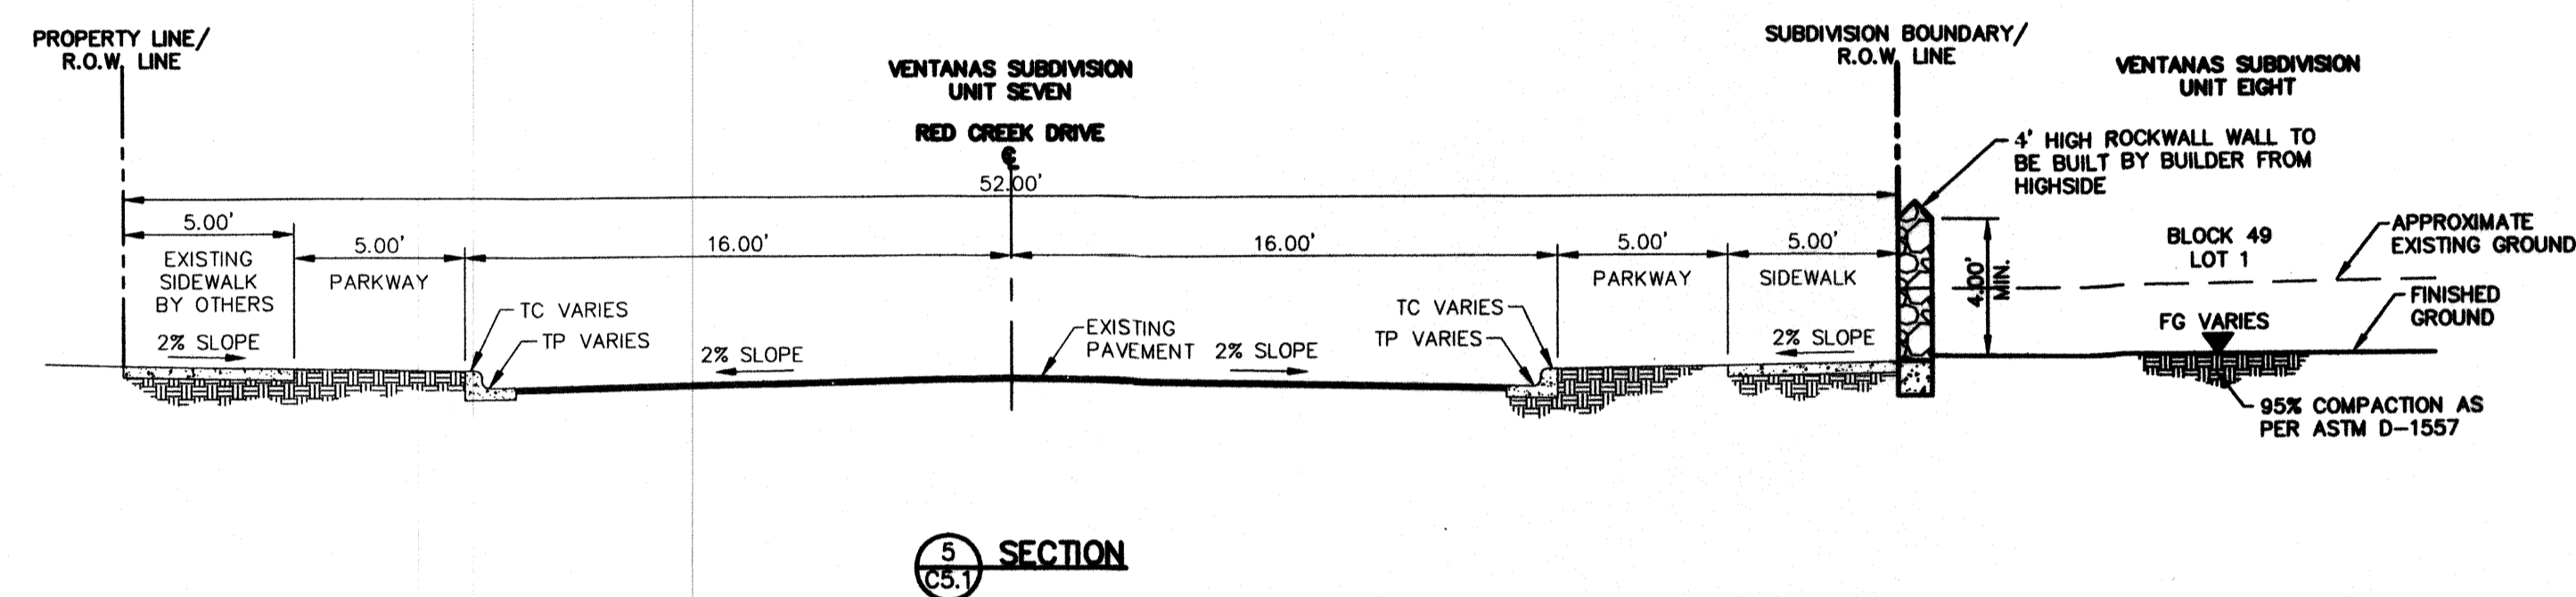 PROPERTY LINE/
R.O.W. LINE
VENTANAS SUBDIVISION
UNIT SEVEN
RED CREEK DRIVE
℄
52.00'
SUBDIVISION BOUNDARY/
R.O.W. LINE
VENTANAS SUBDIVISION
UNIT EIGHT
4' HIGH ROCKWALL WALL TO
BE BUILT BY BUILDER FROM
HIGHSIDE
5.00'
EXISTING
SIDEWALK
BY OTHERS
2% SLOPE
5.00'
PARKWAY
16.00'
TC VARIES
TP VARIES
2% SLOPE
EXISTING
PAVEMENT
16.00'
2% SLOPE
TC VARIES
TP VARIES
5.00'
PARKWAY
5.00'
SIDEWALK
2% SLOPE
4.00'
MIN.
BLOCK 49
LOT 1
APPROXIMATE
EXISTING GROUND
FINISHED
GROUND
FG VARIES
95% COMPACTION AS
PER ASTM D-1557
5
C5.1
SECTION